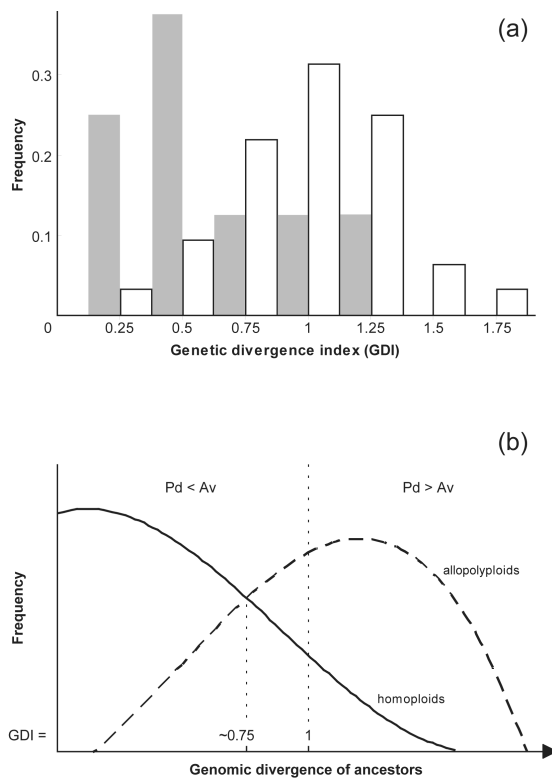 (a)
Frequency
0.3
0.2
0.1
0 0.25 0.5 0.75 1 1.25 1.5 1.75
Genetic divergence index (GDI)
(b)
Pd < Av Pd > Av
allopolyploids
Frequency
homoploids
GDI = ~0.75 1
Genomic divergence of ancestors